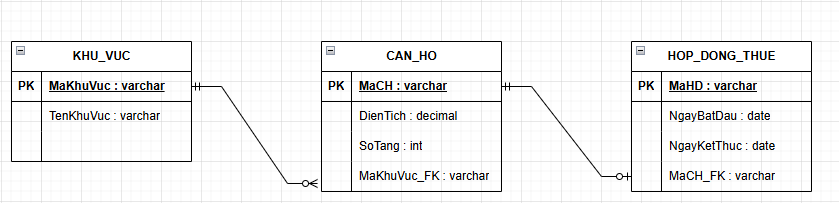 KHU_VUC
PK MaKhuVuc : varchar
TenKhuVuc : varchar
CAN_HO
PK MaCH : varchar
DienTich : decimal
SoTang : int
MaKhuVuc_FK : varchar
HOP_DONG_THUE
PK MaHD : varchar
NgayBatDau : date
NgayKetThuc : date
MaCH_FK : varchar